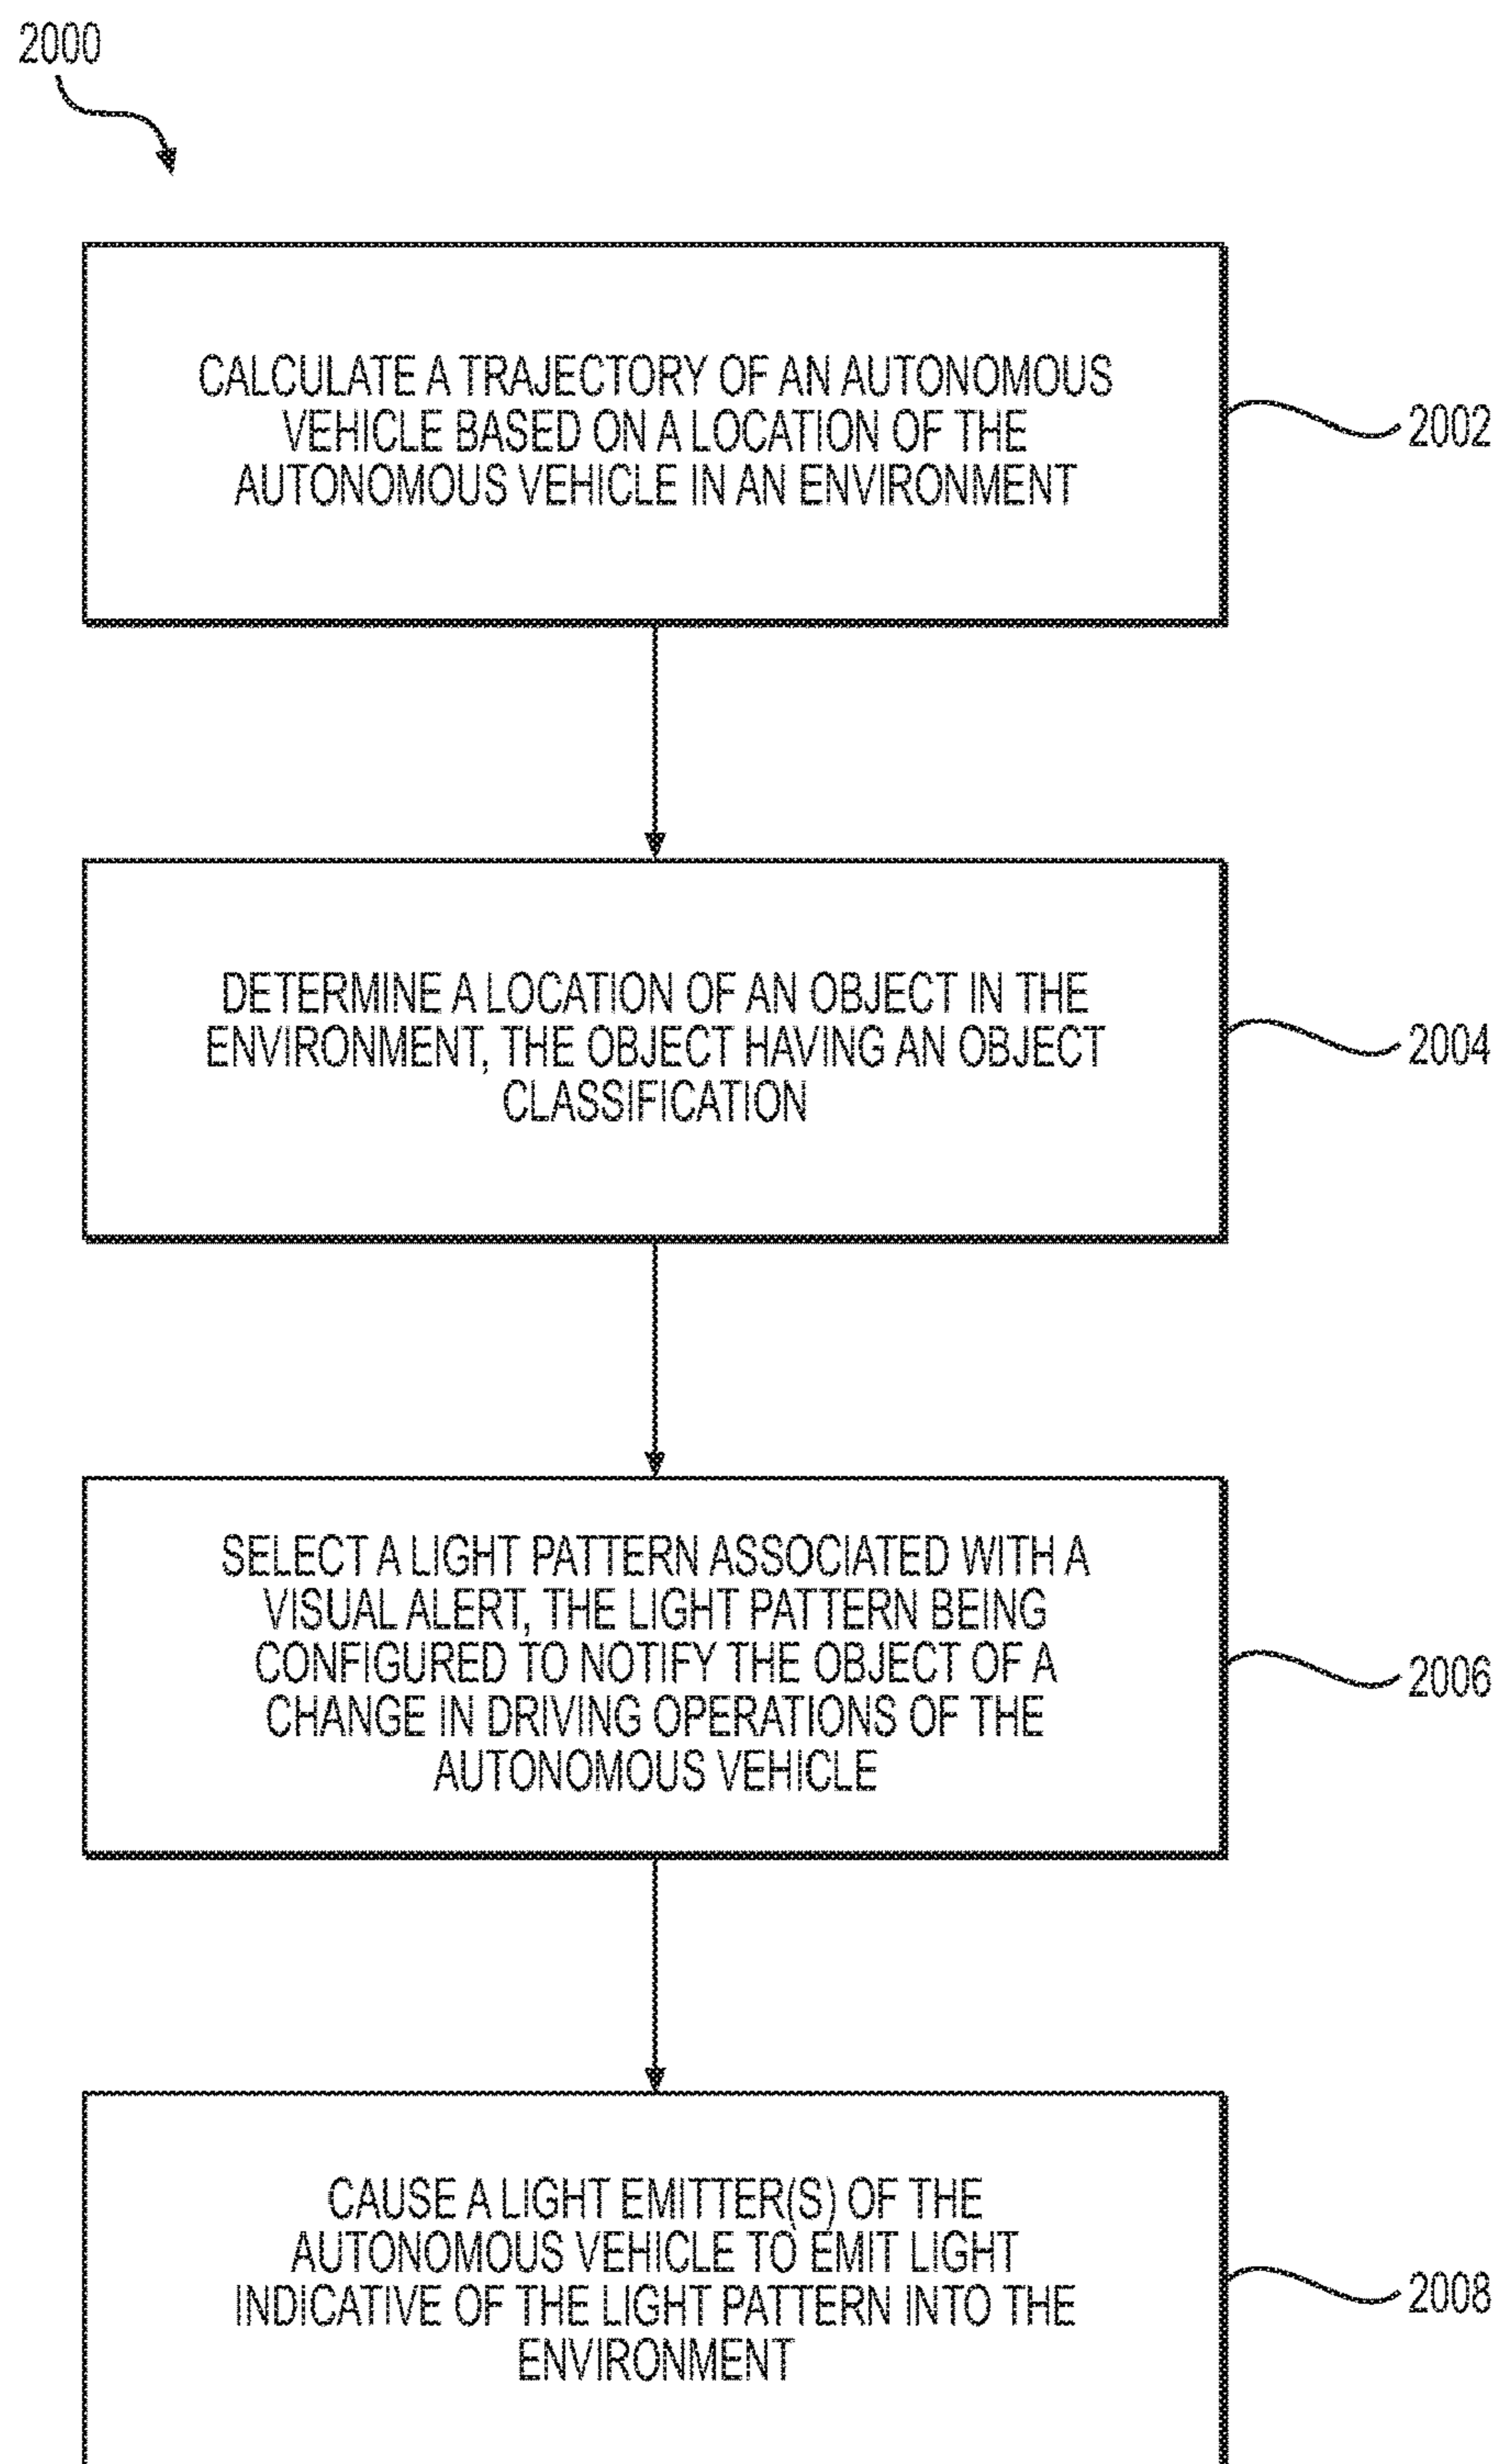 2000
CALCULATE A TRAJECTORY OF AN AUTONOMOUS
VEHICLE BASED ON A LOCATION OF THE
AUTONOMOUS VEHICLE IN AN ENVIRONMENT
2002
DETERMINE A LOCATION OF AN OBJECT IN THE
ENVIRONMENT, THE OBJECT HAVING AN OBJECT
CLASSIFICATION
2004
SELECT A LIGHT PATTERN ASSOCIATED WITH A
VISUAL ALERT, THE LIGHT PATTERN BEING
CONFIGURED TO NOTIFY THE OBJECT OF A
CHANGE IN DRIVING OPERATIONS OF THE
AUTONOMOUS VEHICLE
2006
CAUSE A LIGHT EMITTER(S) OF THE
AUTONOMOUS VEHICLE TO EMIT LIGHT
INDICATIVE OF THE LIGHT PATTERN INTO THE
ENVIRONMENT
2008